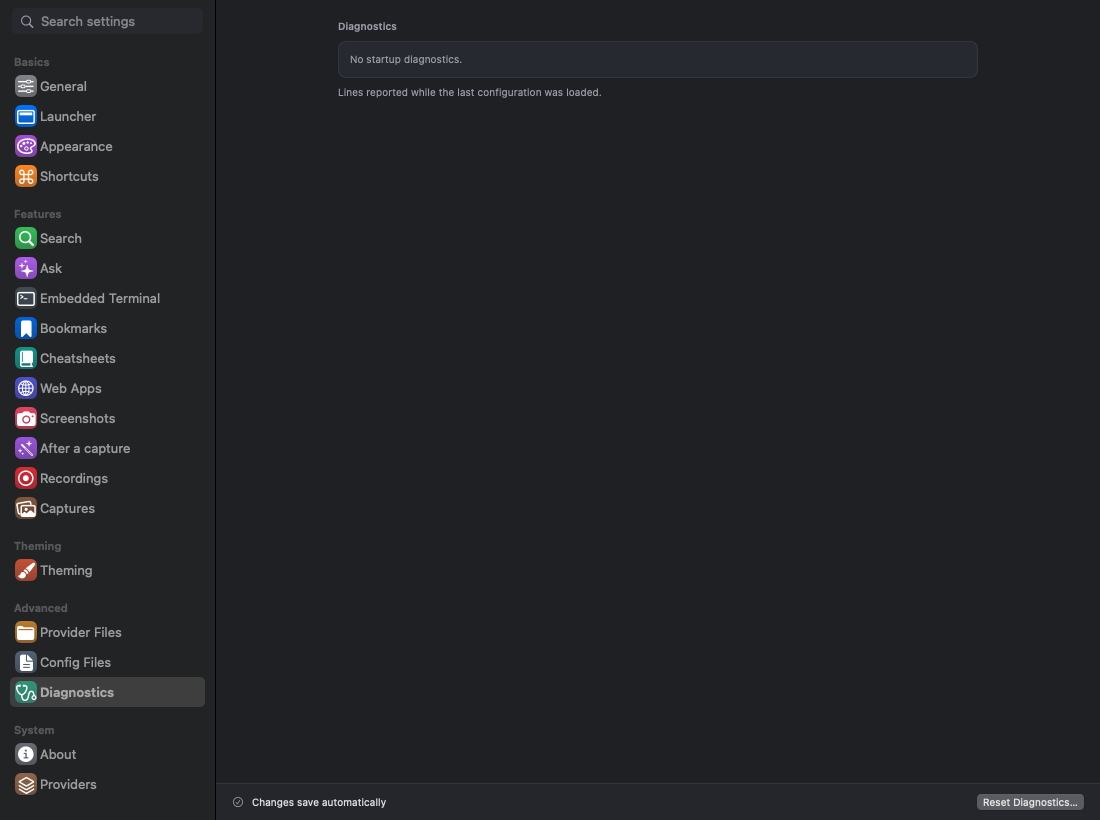 Search settings
Basics
General
Launcher
Appearance
Shortcuts
Features
Search
Ask
Embedded Terminal
Bookmarks
Cheatsheets
Web Apps
Screenshots
After a capture
Recordings
Captures
Theming
Theming
Advanced
Provider Files
Config Files
Diagnostics
System
About
Providers
Diagnostics
No startup diagnostics.
Lines reported while the last configuration was loaded.
Changes save automatically
Reset Diagnostics...